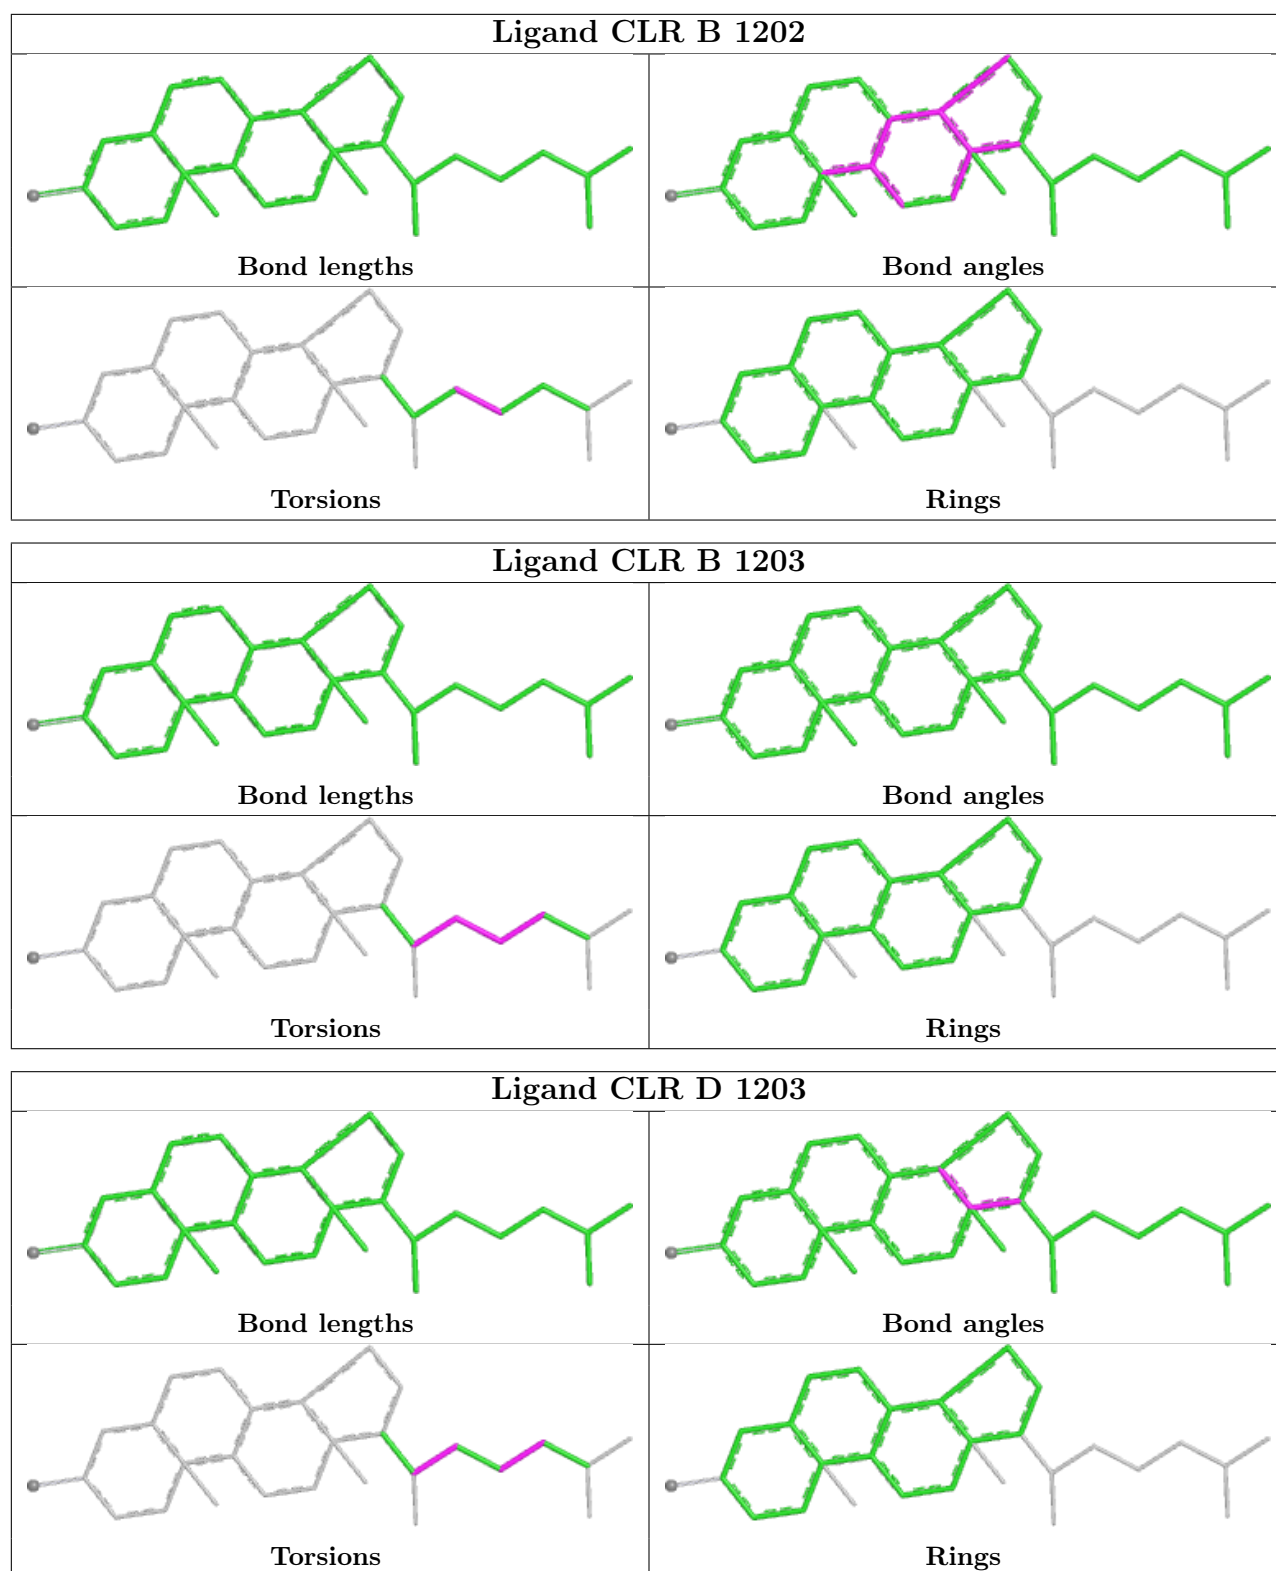 Ligand CLR B 1202
Bond lengths
Bond angles
Torsions
Rings
Ligand CLR B 1203
Bond lengths
Bond angles
Torsions
Rings
Ligand CLR D 1203
Bond lengths
Bond angles
Torsions
Rings